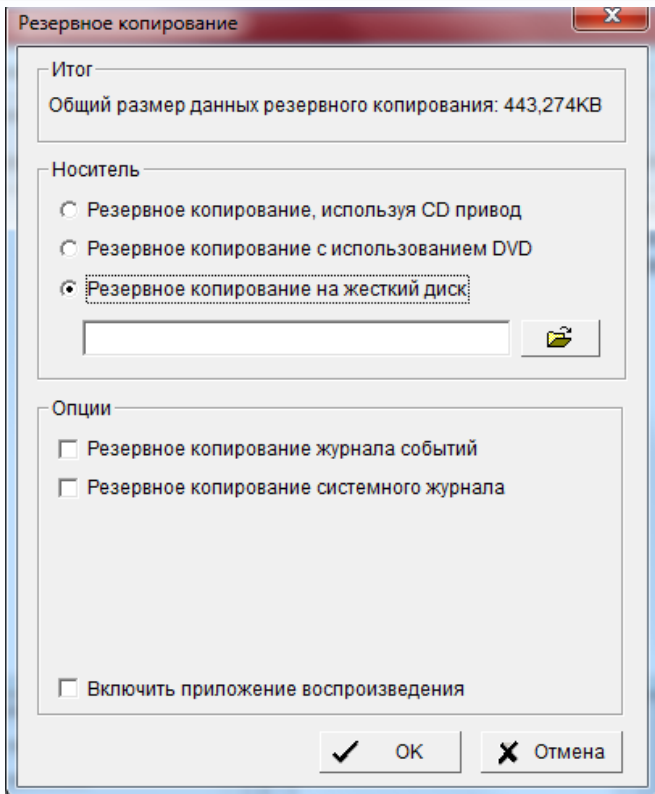 Резервное копирование
Итог
Общий размер данных резервного копирования: 443,274KB
Носитель
Резервное копирование, используя CD привод
Резервное копирование с использованием DVD
Резервное копирование на жесткий диск
Опции
Резервное копирование журнала событий
Резервное копирование системного журнала
Включить приложение воспроизведения
OK
Отмена